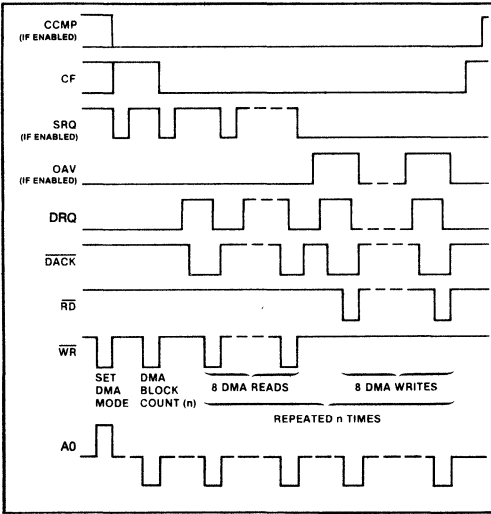 CCMP
(IF ENABLED)
CF
SRQ
(IF ENABLED)
OAV
(IF ENABLED)
DRQ
DACK
RD
WR
SET
DMA
MODE
DMA
BLOCK
COUNT (n)
8 DMA READS
8 DMA WRITES
REPEATED n TIMES
A0